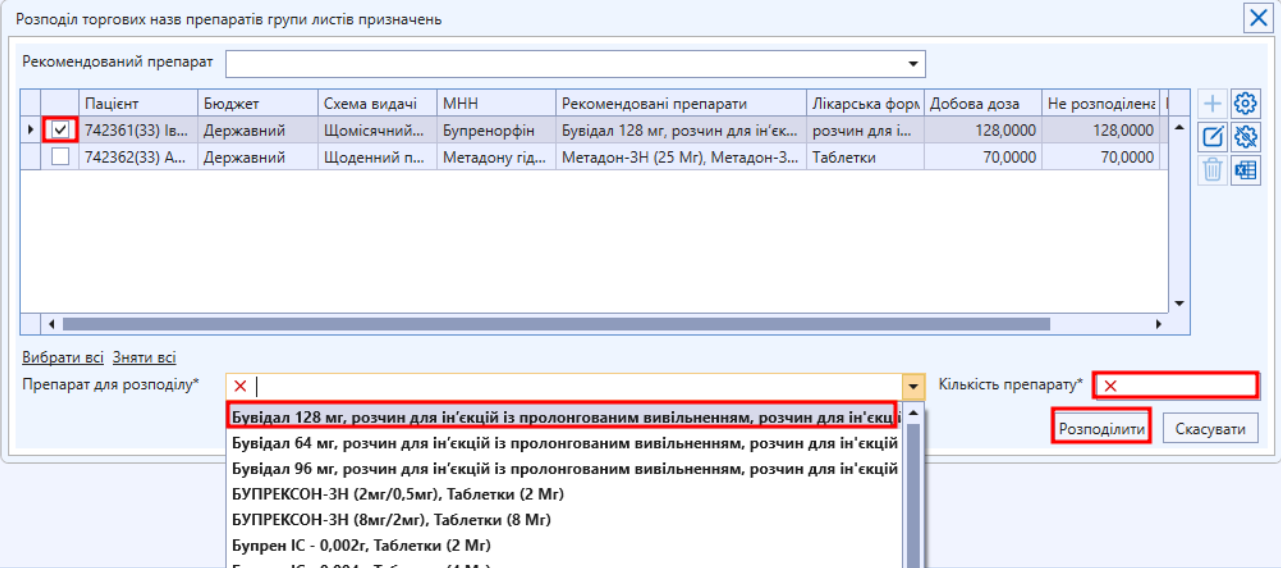 Розподіл торгових назв препаратів групи листів призначень
Рекомендований препарат
Пацієнт Бюджет Схема видачі МНН Рекомендовані препарати Лікарська форм Добова доза Не розподілена
742361(33) Ів... Державний Щомісячний... Бупренорфін Бувідал 128 мг, розчин для ін’єк... розчин для і... 128,0000 128,0000
742362(33) А... Державний Щоденний п... Метадону гід... Метадон-ЗН (25 Мг), Метадон-З... Таблетки 70,0000 70,0000
Вибрати всі Зняти всі
Препарат для розподілу* Кількість препарату*
Бувідал 128 мг, розчин для ін’єкцій із пролонгованим вивільненням, розчин для ін'єкцій
Розподілити Скасувати
Бувідал 64 мг, розчин для ін’єкцій із пролонгованим вивільненням, розчин для ін'єкцій
Бувідал 96 мг, розчин для ін’єкцій із пролонгованим вивільненням, розчин для ін'єкцій
БУПРЕКСОН-ЗН (2мг/0,5мг), Таблетки (2 Мг)
БУПРЕКСОН-ЗН (8мг/2мг), Таблетки (8 Мг)
Бупрен ІС - 0,002г, Таблетки (2 Мг)